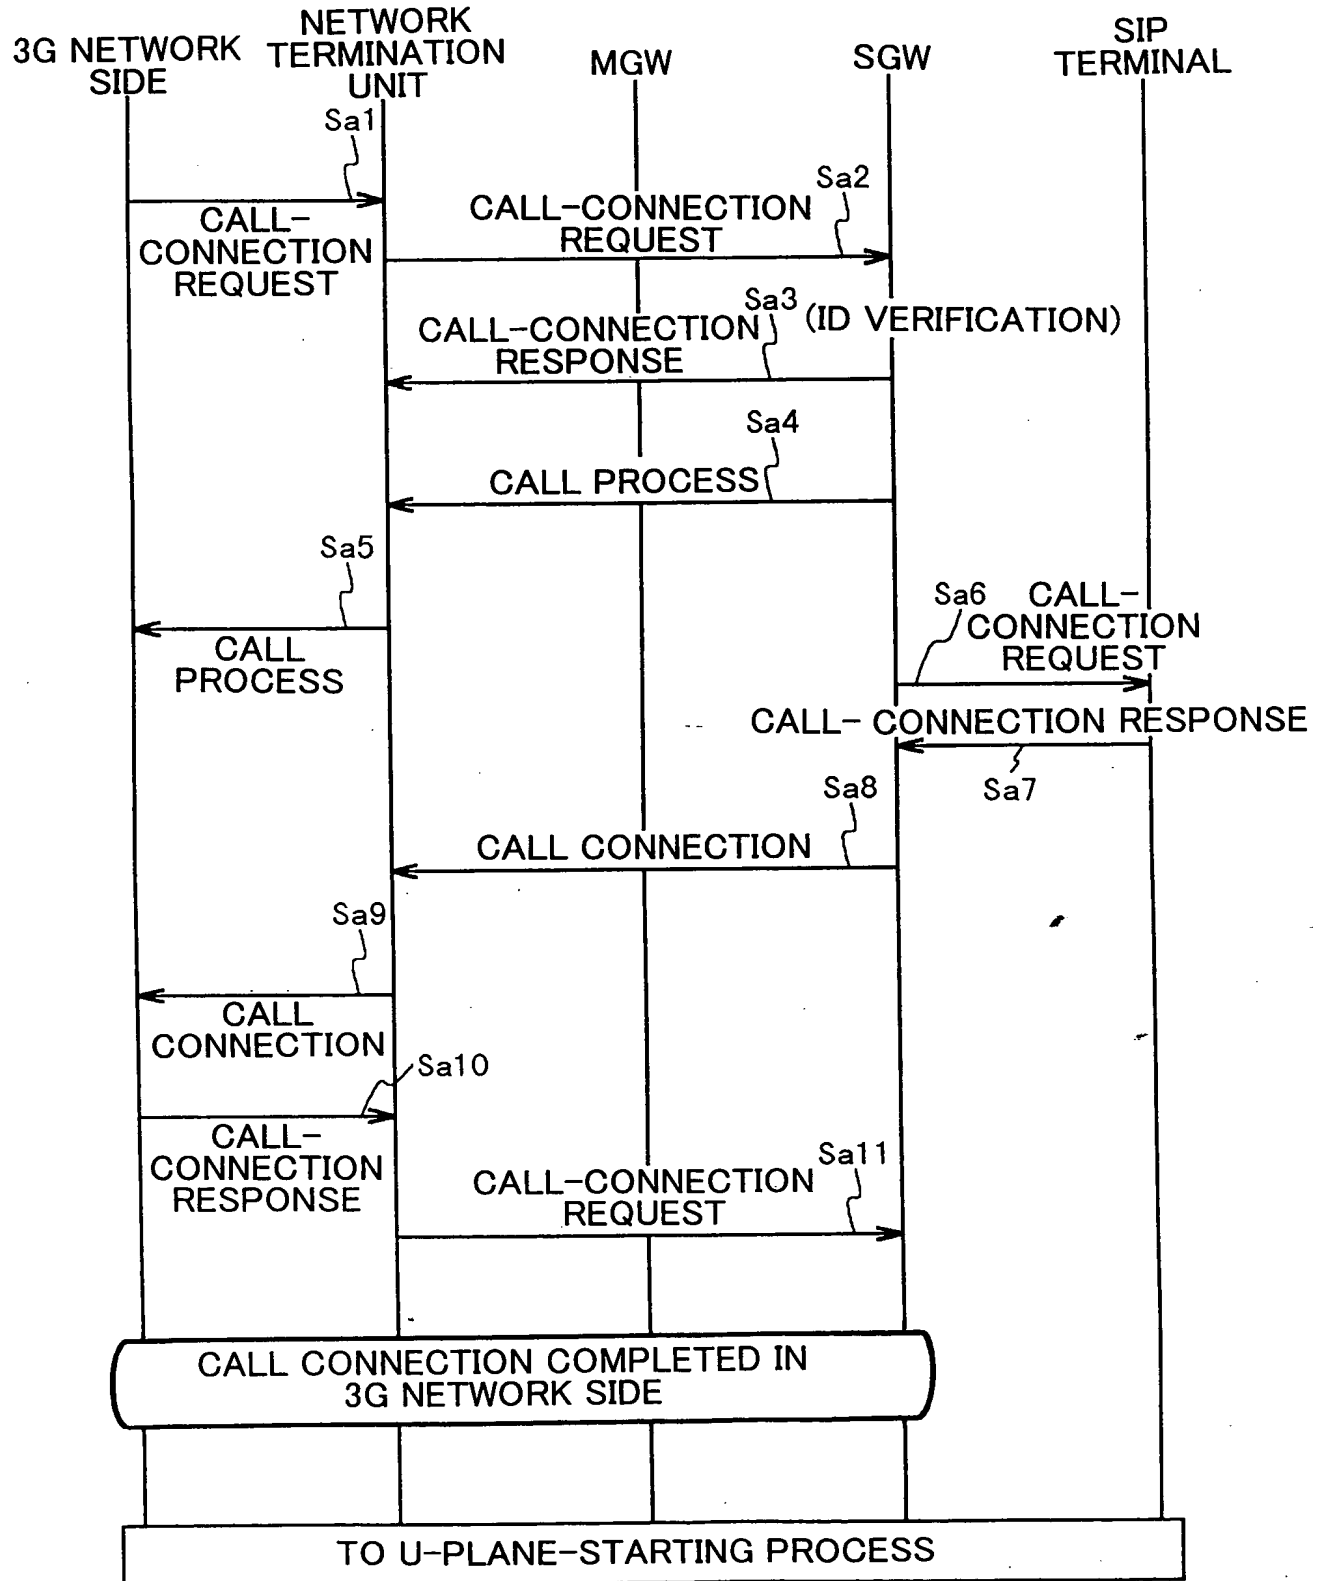 3G NETWORK
SIDE
NETWORK
TERMINATION
UNIT
MGW
SGW
SIP
TERMINAL
Sa1
CALL-
CONNECTION
REQUEST
Sa2
CALL-CONNECTION
REQUEST
Sa3
(ID VERIFICATION)
CALL-CONNECTION
RESPONSE
Sa4
CALL PROCESS
Sa5
CALL
PROCESS
Sa6
CALL-
CONNECTION
REQUEST
CALL- CONNECTION RESPONSE
Sa7
Sa8
CALL CONNECTION
Sa9
CALL
CONNECTION
Sa10
CALL-
CONNECTION
RESPONSE
Sa11
CALL-CONNECTION
REQUEST
CALL CONNECTION COMPLETED IN
3G NETWORK SIDE
TO U-PLANE-STARTING PROCESS